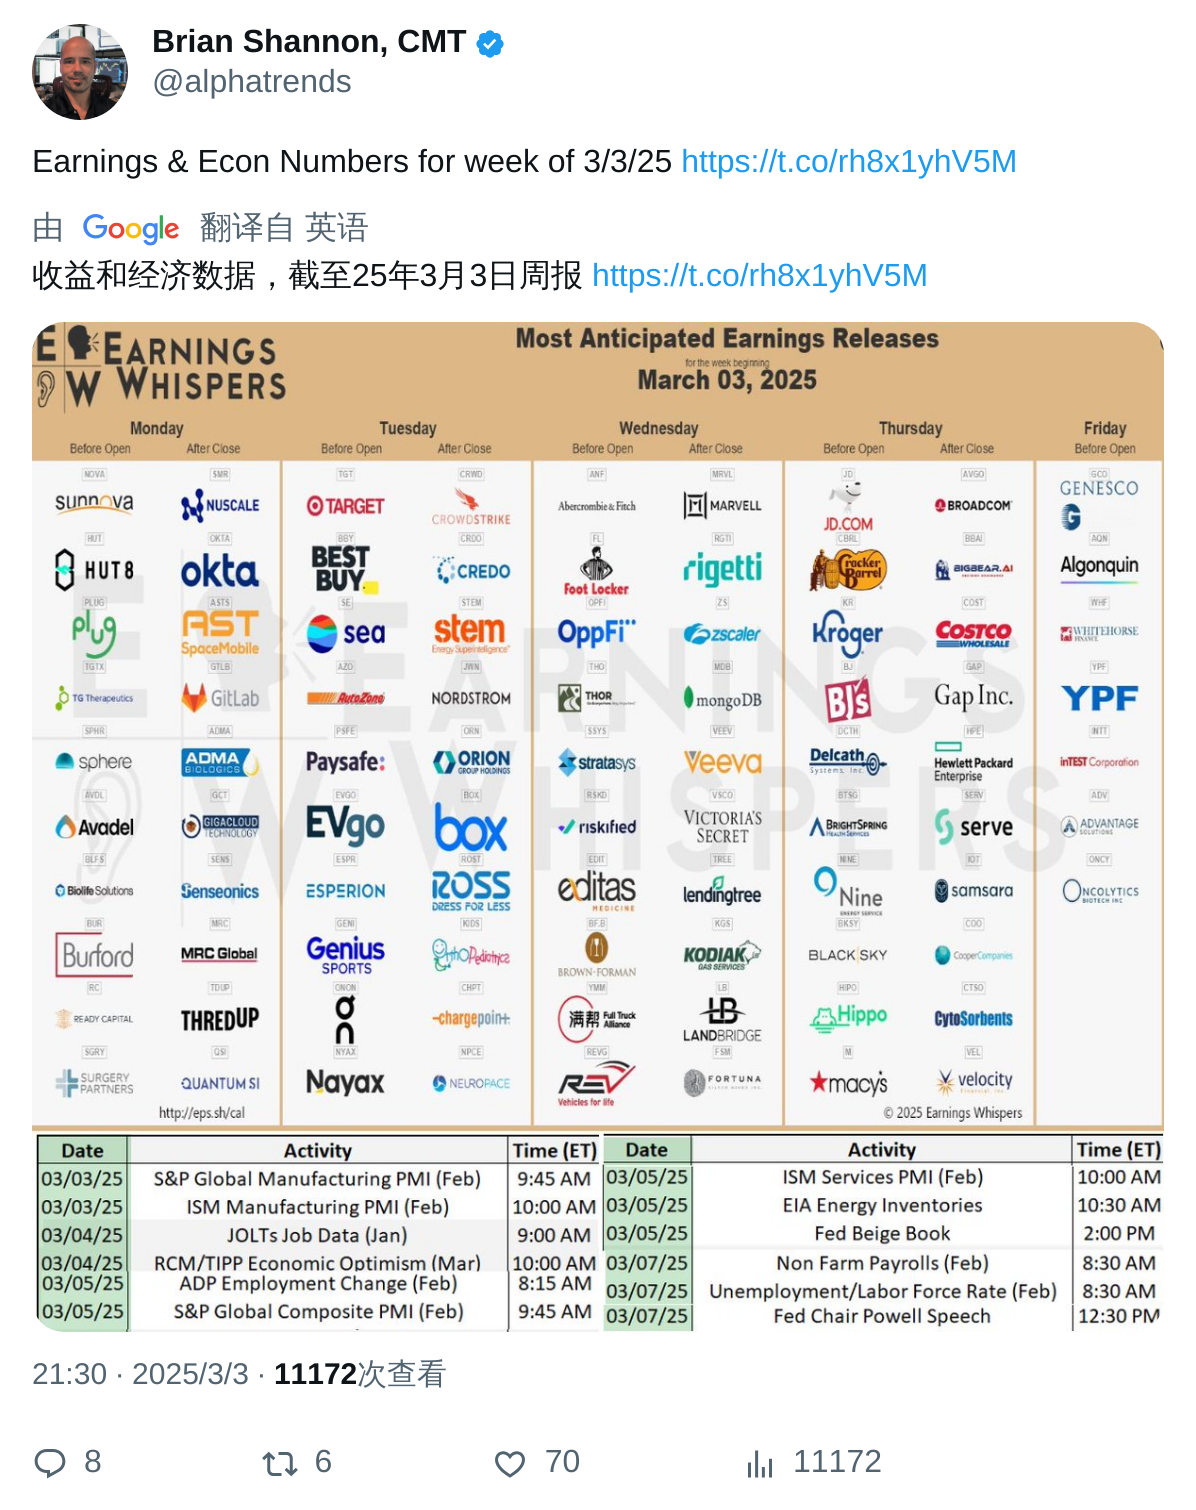 Brian Shannon, CMT
@alphatrends
Earnings & Econ Numbers for week of 3/3/25 https://t.co/rh8x1yhV5M
由 Google 翻译自 英语
收益和经济数据，截至25年3月3日周报 https://t.co/rh8x1yhV5M
E EARNINGS
W WHISPERS
Most Anticipated Earnings Releases
for the week beginning
March 03, 2025
Monday Tuesday Wednesday Thursday Friday
Before Open After Close Before Open After Close Before Open After Close Before Open After Close Before Open
NOVA SMR TGT CRWD ANF MRVL JD AVGO GCO
sunnova NUSCALE TARGET CROWDSTRIKE Abercrombie & Fitch MARVELL JD.COM BROADCOM GENESCO
HUT OKTA BBY CRDO FL RGTI CBRL BBAI AQN
HUT 8 okta BEST BUY CREDO Foot Locker rigetti Cracker Barrel BIGBEAR.AI Algonquin
PLUG ASTS SE STEM OPFI ZS KR COST WHF
plug AST SpaceMobile sea stem Energy Superintelligence OppFi zscaler Kroger COSTCO WHOLESALE WHITEHORSE FINANCE
TGTX GTLB AZO JWN THO MDB BJ GAP YPF
TG Therapeutics GitLab AutoZone NORDSTROM THOR mongoDB BJ's Gap Inc. YPF
SPHR ADMA PSFE ORN SSYS VEEV DCTH HPE INTT
sphere ADMA BIOLOGICS Paysafe: ORION GROUP HOLDINGS stratasys Veeva Delcath Systems, Inc. Hewlett Packard Enterprise inTEST Corporation
AVDL GCT EVGO BOX RSKD VSCO BTSG SERV ADV
Avadel GIGACLOUD TECHNOLOGY EVgo box riskified VICTORIA'S SECRET BRIGHTSPRING HEALTH SERVICES serve ADVANTAGE SOLUTIONS
BLFS SENS ESPR ROST EDIT TREE NINE IOT ONCY
Biolife Solutions Senseonics ESPERION ROSS DRESS FOR LESS editas MEDICINE lendingtree Nine ENERGY SERVICE samsara ONCOLYTICS BIOTECH INC
BUR MRC GENI KIDS BF.B KGS BKSY COO
Burford MRC Global Genius SPORTS OrthoPediatrics BROWN-FORMAN KODIAK GAS SERVICES BLACKSKY CooperCompanies
RC TDUP ONON CHPT YMM LB HIPO CTSO
READY CAPITAL THREDUP on chargepoint 满帮 Full Truck Alliance LB LANDBRIDGE Hippo CytoSorbents
SGRY QSI NYAX NPCE REVG FSM M VEL
SURGERY PARTNERS QUANTUM SI Nayax NEUROPACE REV Vehicles for life FORTUNA macy's velocity
http://eps.sh/cal © 2025 Earnings Whispers
Date Activity Time (ET) Date Activity Time (ET)
03/03/25 S&P Global Manufacturing PMI (Feb) 9:45 AM 03/05/25 ISM Services PMI (Feb) 10:00 AM
03/03/25 ISM Manufacturing PMI (Feb) 10:00 AM 03/05/25 EIA Energy Inventories 10:30 AM
03/04/25 JOLTs Job Data (Jan) 9:00 AM 03/05/25 Fed Beige Book 2:00 PM
03/04/25 RCM/TIPP Economic Optimism (Mar) 10:00 AM 03/07/25 Non Farm Payrolls (Feb) 8:30 AM
03/05/25 ADP Employment Change (Feb) 8:15 AM 03/07/25 Unemployment/Labor Force Rate (Feb) 8:30 AM
03/05/25 S&P Global Composite PMI (Feb) 9:45 AM 03/07/25 Fed Chair Powell Speech 12:30 PM
21:30 · 2025/3/3 · 11172次查看
8 6 70 11172